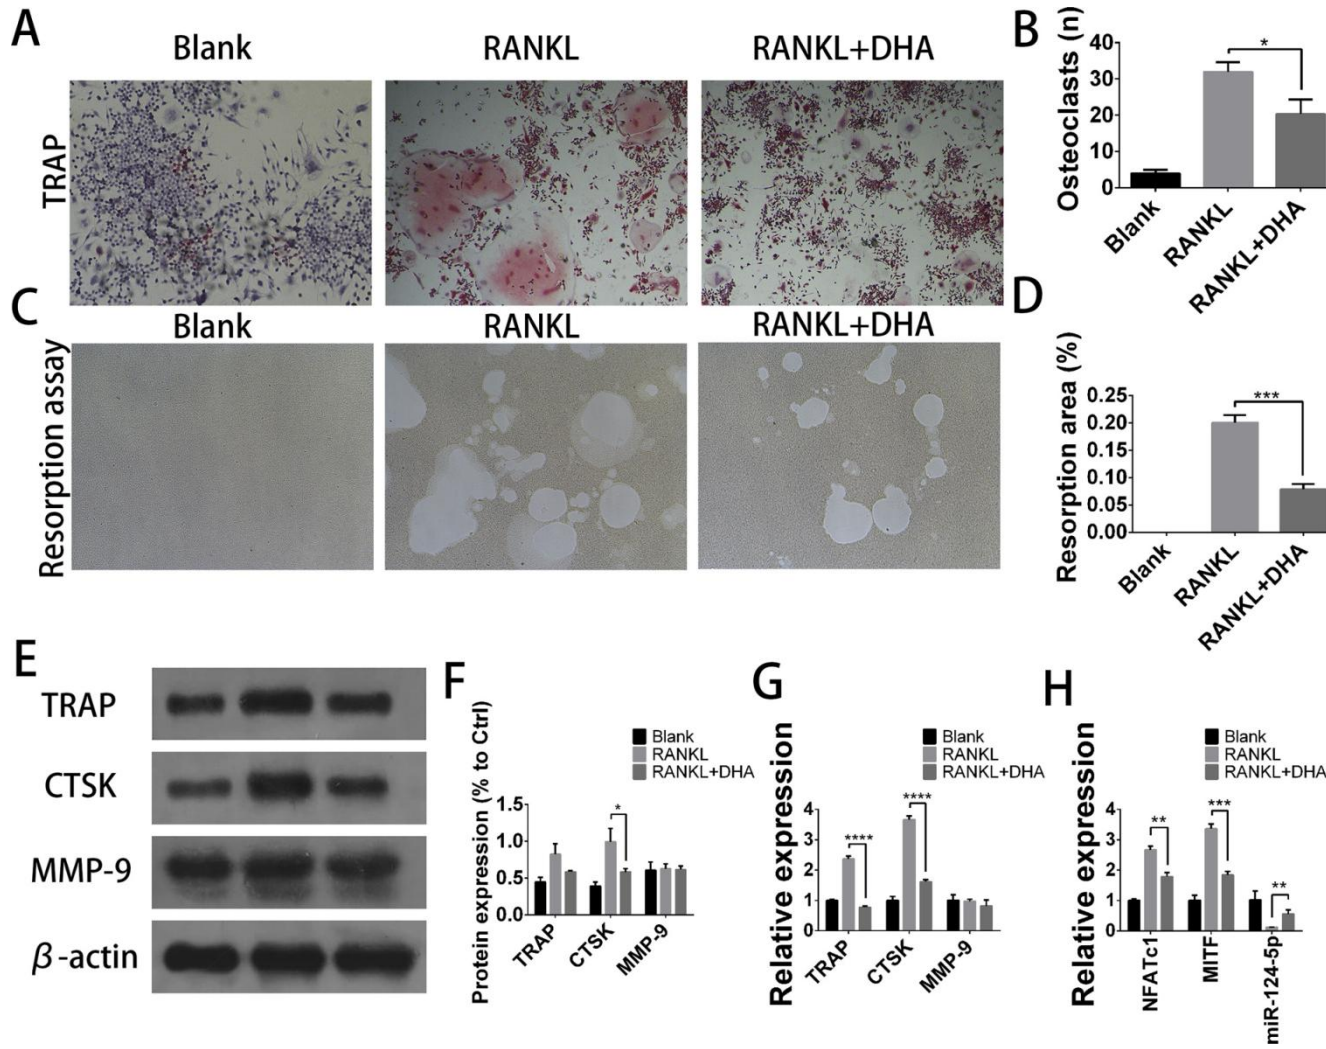 A
Blank
RANKL
RANKL+DHA
TRAP
B
Osteoclasts (n)
40
30
20
10
0
*
Blank
RANKL
RANKL+DHA
C
Blank
RANKL
RANKL+DHA
Resorption assay
D
Resorption area (%)
0.25
0.20
0.15
0.10
0.05
0.00
***
Blank
RANKL
RANKL+DHA
E
TRAP
CTSK
MMP-9
β-actin
F
Protein expression (% to Ctrl)
Blank
RANKL
RANKL+DHA
1.5
1.0
0.5
0.0
*
TRAP
CTSK
MMP-9
G
Relative expression
Blank
RANKL
RANKL+DHA
4
3
2
1
0
****
****
TRAP
CTSK
MMP-9
H
Relative expression
Blank
RANKL
RANKL+DHA
4
3
2
1
0
**
***
**
NFATc1
MITF
miR-124-5p